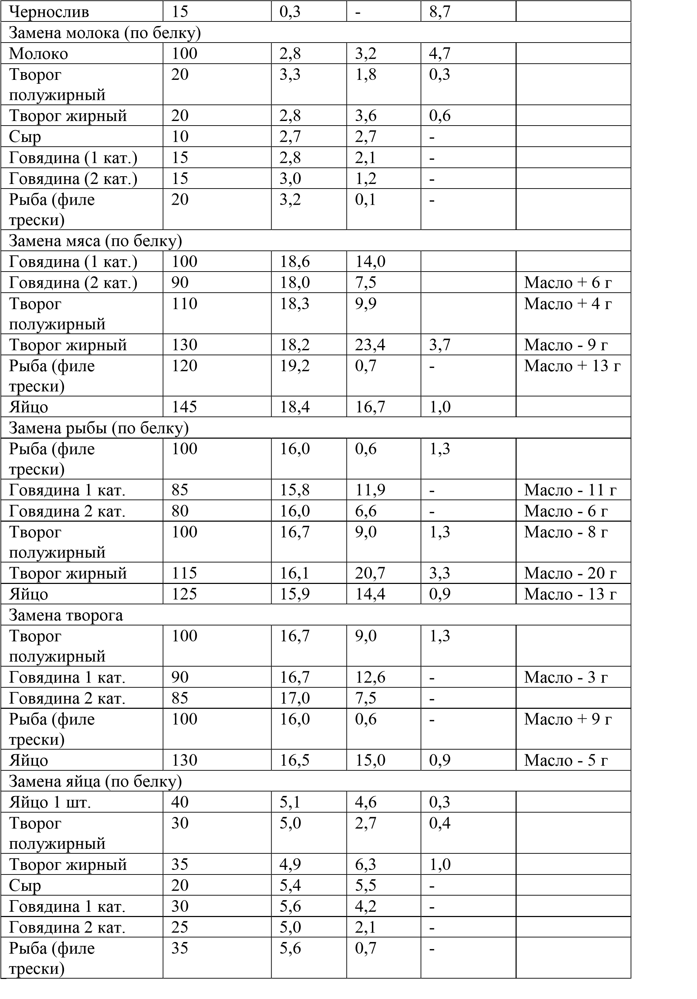 Чернослив 15 0,3 - 8,7
Замена молока (по белку)
Молоко 100 2,8 3,2 4,7
Творог 20 3,3 1,8 0,3
полужирный
Творог жирный 20 2,8 3,6 0,6
Сыр 10 2,7 2,7 -
Говядина (1 кат.) 15 2,8 2,1 -
Говядина (2 кат.) 15 3,0 1,2 -
Рыба (филе 20 3,2 0,1 -
трески)
Замена мяса (по белку)
Говядина (1 кат.) 100 18,6 14,0
Говядина (2 кат.) 90 18,0 7,5 Масло + 6 г
Творог 110 18,3 9,9 Масло + 4 г
полужирный
Творог жирный 130 18,2 23,4 3,7 Масло - 9 г
Рыба (филе 120 19,2 0,7 - Масло + 13 г
трески)
Яйцо 145 18,4 16,7 1,0
Замена рыбы (по белку)
Рыба (филе 100 16,0 0,6 1,3
трески)
Говядина 1 кат. 85 15,8 11,9 - Масло - 11 г
Говядина 2 кат. 80 16,0 6,6 - Масло - 6 г
Творог 100 16,7 9,0 1,3 Масло - 8 г
полужирный
Творог жирный 115 16,1 20,7 3,3 Масло - 20 г
Яйцо 125 15,9 14,4 0,9 Масло - 13 г
Замена творога
Творог 100 16,7 9,0 1,3
полужирный
Говядина 1 кат. 90 16,7 12,6 - Масло - 3 г
Говядина 2 кат. 85 17,0 7,5 -
Рыба (филе 100 16,0 0,6 - Масло + 9 г
трески)
Яйцо 130 16,5 15,0 0,9 Масло - 5 г
Замена яйца (по белку)
Яйцо 1 шт. 40 5,1 4,6 0,3
Творог 30 5,0 2,7 0,4
полужирный
Творог жирный 35 4,9 6,3 1,0
Сыр 20 5,4 5,5 -
Говядина 1 кат. 30 5,6 4,2 -
Говядина 2 кат. 25 5,0 2,1 -
Рыба (филе 35 5,6 0,7 -
трески)